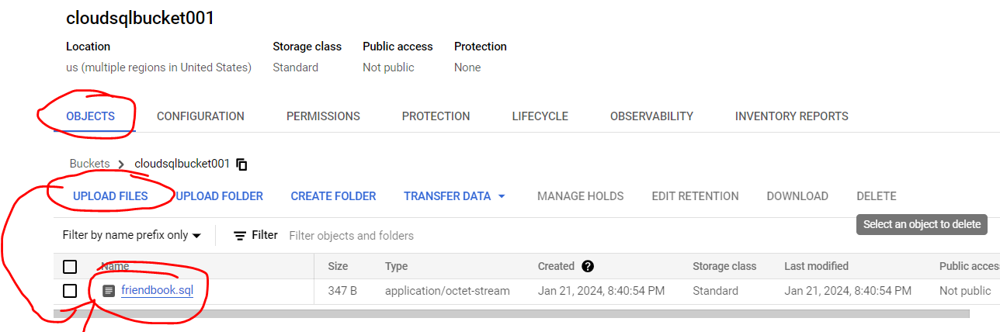 cloudsqlbucket001
Location Storage class Public access Protection
us (multiple regions in United States) Standard Not public None
OBJECTS CONFIGURATION PERMISSIONS PROTECTION LIFECYCLE OBSERVABILITY INVENTORY REPORTS
Buckets > cloudsqlbucket001
UPLOAD FILES UPLOAD FOLDER CREATE FOLDER TRANSFER DATA MANAGE HOLDS EDIT RETENTION DOWNLOAD DELETE
Select an object to delete
Filter by name prefix only Filter Filter objects and folders
Name Size Type Created ? Storage class Last modified Public acces
friendbook.sql 347 B application/octet-stream Jan 21, 2024, 8:40:54 PM Standard Jan 21, 2024, 8:40:54 PM Not public